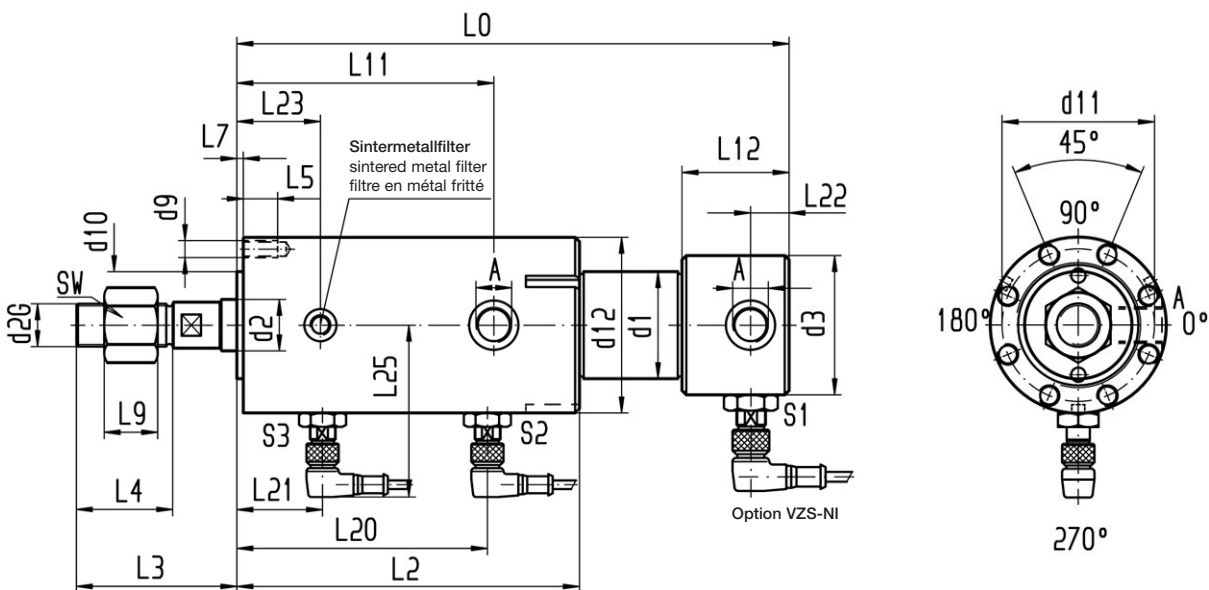 L0
L11
d11
L23
45°
L7
Sintermetallfilter
sintered metal filter
filtre en métal fritté
L12
L5
L22
d9
90°
d10
SW
A
A
A
d2G
d2
d12
d1
d3
180°
0°
L25
L9
S3
S2
S1
L4
L21
Option VZS-NI
L20
270°
L3
L2